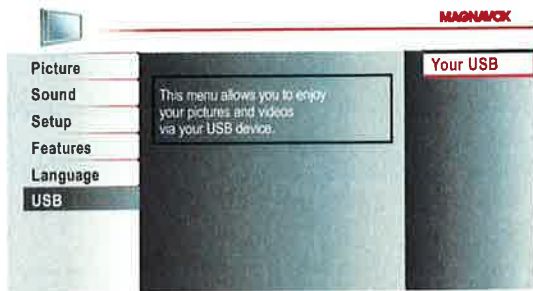 MAGNAVOX
Picture
Sound
Setup
Features
Language
USB
This menu allows you to enjoy
your pictures and videos
via your USB device.
Your USB